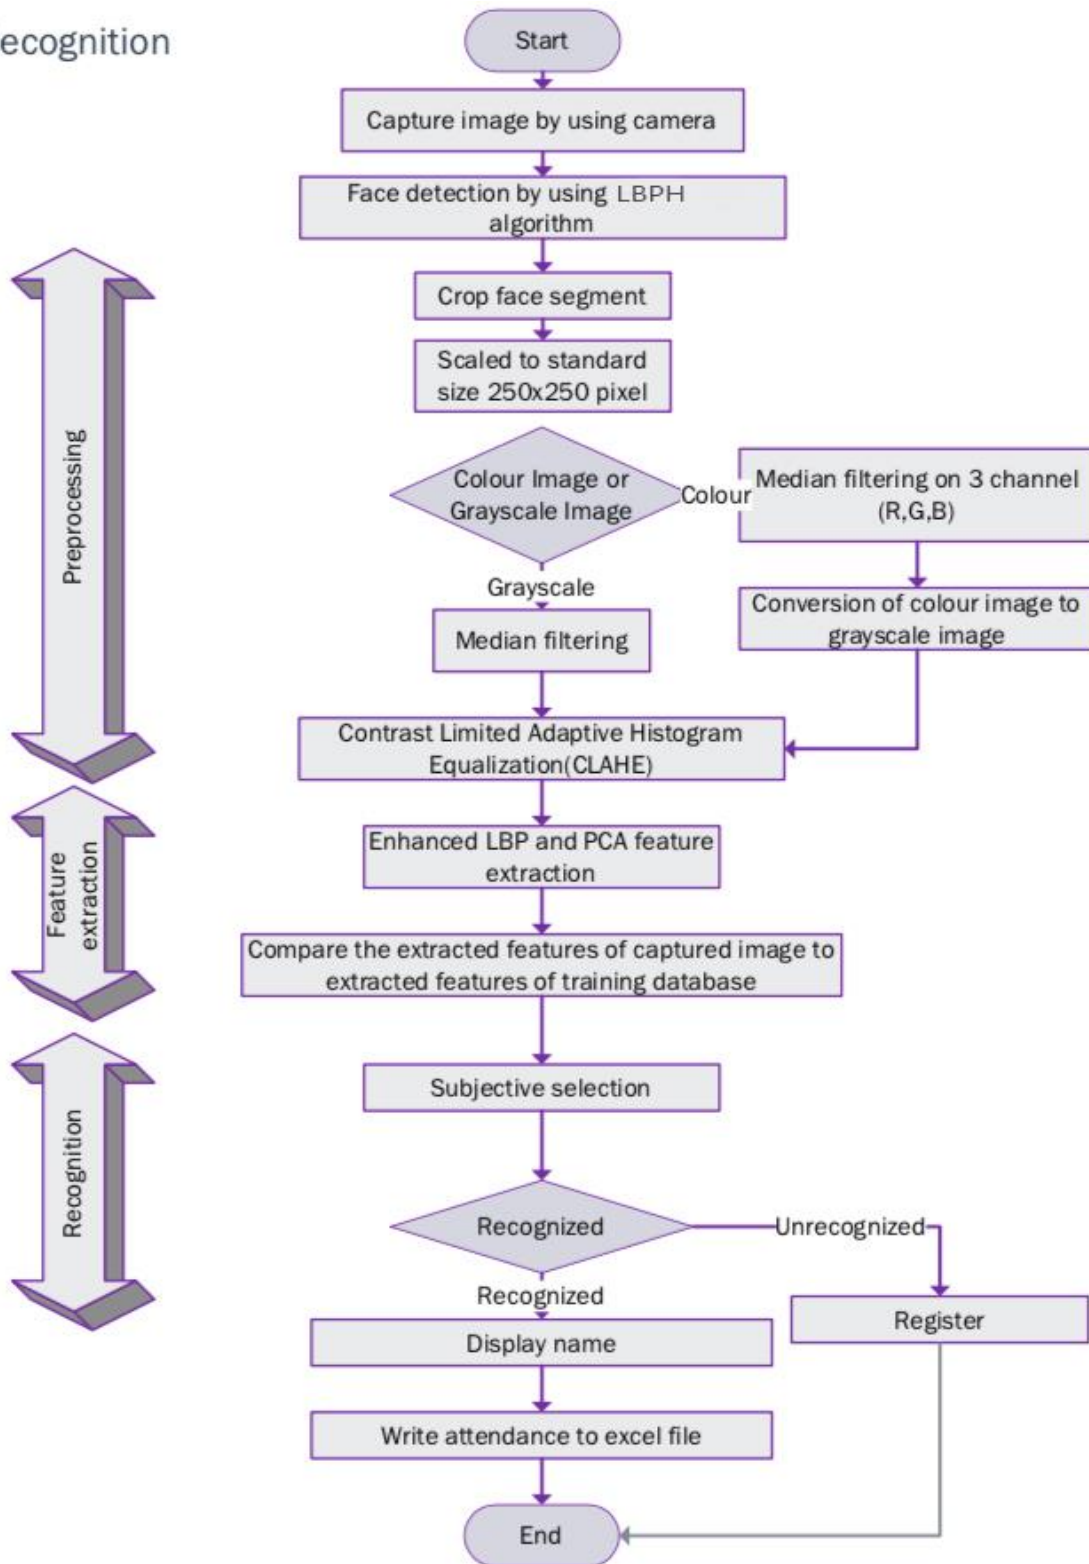 ecognition
Start
Capture image by using camera
Face detection by using LBPH
algorithm
Crop face segment
Scaled to standard
size 250x250 pixel
Colour Image or
Grayscale Image
Colour
Median filtering on 3 channel
(R,G,B)
Grayscale
Conversion of colour image to
grayscale image
Median filtering
Contrast Limited Adaptive Histogram
Equalization(CLAHE)
Preprocessing
Enhanced LBP and PCA feature
extraction
Feature
extraction
Compare the extracted features of captured image to
extracted features of training database
Subjective selection
Recognition
Recognized
Unrecognized
Recognized
Register
Display name
Write attendance to excel file
End